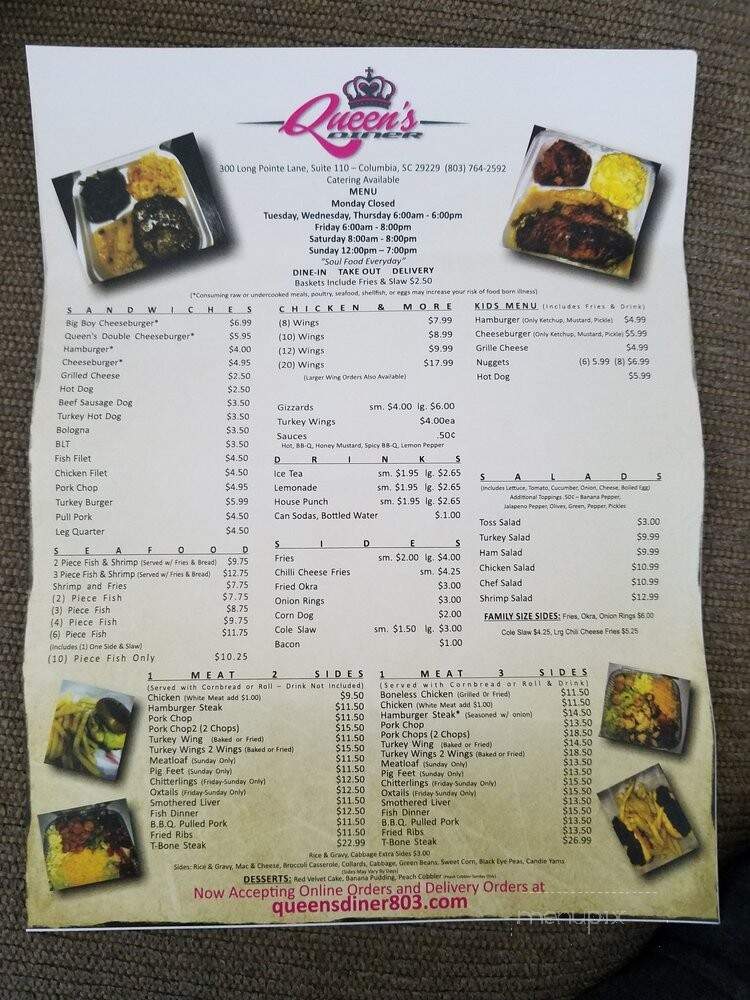 Queen's
DINER
300 Long Pointe Lane, Suite 110 – Columbia, SC 29229 (803) 764-2592
Catering Available
MENU
Monday Closed
Tuesday, Wednesday, Thursday 6:00am - 6:00pm
Friday 6:00am - 8:00pm
Saturday 8:00am - 8:00pm
Sunday 12:00pm – 7:00pm
"Soul Food Everyday"
DINE-IN TAKE OUT DELIVERY
Baskets Include Fries & Slaw $2.50
(*Consuming raw or undercooked meals, poultry, seafood, shellfish, or eggs may increase your risk of food born illness)
SANDWICHES
Big Boy Cheeseburger* $6.99
Queen's Double Cheeseburger* $5.95
Hamburger* $4.00
Cheeseburger* $4.95
Grilled Cheese $2.50
Hot Dog $2.50
Beef Sausage Dog $3.50
Turkey Hot Dog $3.50
Bologna $3.50
BLT $3.50
Fish Filet $4.50
Chicken Filet $4.50
Pork Chop $4.95
Turkey Burger $5.99
Pull Pork $4.50
Leg Quarter $4.50
SEAFOOD
2 Piece Fish & Shrimp (Served w/ Fries & Bread) $9.75
3 Piece Fish & Shrimp (Served w/ Fries & Bread) $12.75
Shrimp and Fries $7.75
(2) Piece Fish $7.75
(3) Piece Fish $8.75
(4) Piece Fish $9.75
(6) Piece Fish $11.75
(Includes (1) One Side & Slaw)
(10) Piece Fish Only $10.25
CHICKEN & MORE
(8) Wings $7.99
(10) Wings $8.99
(12) Wings $9.99
(20) Wings $17.99
(Larger Wing Orders Also Available)
Gizzards sm. $4.00 lg. $6.00
Turkey Wings $4.00ea
Sauces .50¢
Hot, BB-Q, Honey Mustard, Spicy BB-Q, Lemon Pepper
DRINKS
Ice Tea sm. $1.95 lg. $2.65
Lemonade sm. $1.95 lg. $2.65
House Punch sm. $1.95 lg. $2.65
Can Sodas, Bottled Water $.1.00
SIDES
Fries sm. $2.00 lg. $4.00
Chilli Cheese Fries sm. $4.25
Fried Okra $3.00
Onion Rings $3.00
Corn Dog $2.00
Cole Slaw sm. $1.50 lg. $3.00
Bacon $1.00
KIDS MENU (Includes Fries & Drink)
Hamburger (Only Ketchup, Mustard, Pickle) $4.99
Cheeseburger (Only Ketchup, Mustard, Pickle) $5.99
Grille Cheese $4.99
Nuggets (6) 5.99 (8) $6.99
Hot Dog $5.99
SALADS
(Includes Lettuce, Tomato, Cucumber, Onion, Cheese, Boiled Egg)
Additional Toppings .50¢ – Banana Pepper,
Jalapeno Pepper, Olives, Green, Pepper, Pickles
Toss Salad $3.00
Turkey Salad $9.99
Ham Salad $9.99
Chicken Salad $10.99
Chef Salad $10.99
Shrimp Salad $12.99
FAMILY SIZE SIDES: Fries, Okra, Onion Rings $6.00
Cole Slaw $4.25, Lrg Chili Cheese Fries $5.25
1 MEAT 2 SIDES
(Served with Cornbread or Roll – Drink Not Included)
Chicken (White Meat add $1.00) $9.50
Hamburger Steak $11.50
Pork Chop $11.50
Pork Chop2 (2 Chops) $15.50
Turkey Wing (Baked or Fried) $11.50
Turkey Wings 2 Wings (Baked or Fried) $15.50
Meatloaf (Sunday Only) $11.50
Pig Feet (Sunday Only) $11.50
Chitterlings (Friday-Sunday Only) $12.50
Oxtails (Friday-Sunday Only) $12.50
Smothered Liver $11.50
Fish Dinner $12.50
B.B.Q. Pulled Pork $11.50
Fried Ribs $11.50
T-Bone Steak $22.99
1 MEAT 3 SIDES
(Served with Cornbread or Roll & Drink)
Boneless Chicken (Grilled 0r Fried) $11.50
Chicken (White Meat add $1.00) $11.50
Hamburger Steak* (Seasoned w/ onion) $14.50
Pork Chop $13.50
Pork Chops (2 Chops) $18.50
Turkey Wing (Baked or Fried) $14.50
Turkey Wings 2 Wings (Baked or Fried) $18.50
Meatloaf (Sunday Only) $13.50
Pig Feet (Sunday Only) $13.50
Chitterlings (Friday-Sunday Only) $15.50
Oxtails (Friday-Sunday Only) $15.50
Smothered Liver $13.50
Fish Dinner $15.50
B.B.Q. Pulled Pork $13.50
Fried Ribs $13.50
T-Bone Steak $26.99
Rice & Gravy, Cabbage Extra Sides $3.00
Sides: Rice & Gravy, Mac & Cheese, Broccoli Casserole, Collards, Cabbage, Green Beans, Sweet Corn, Black Eye Peas, Candie Yams
(Sides May Vary By Days)
DESSERTS: Red Velvet Cake, Banana Pudding, Peach Cobbler (Peach Cobbler-Sunday Only)
Now Accepting Online Orders and Delivery Orders at
queensdiner803.com
menupix